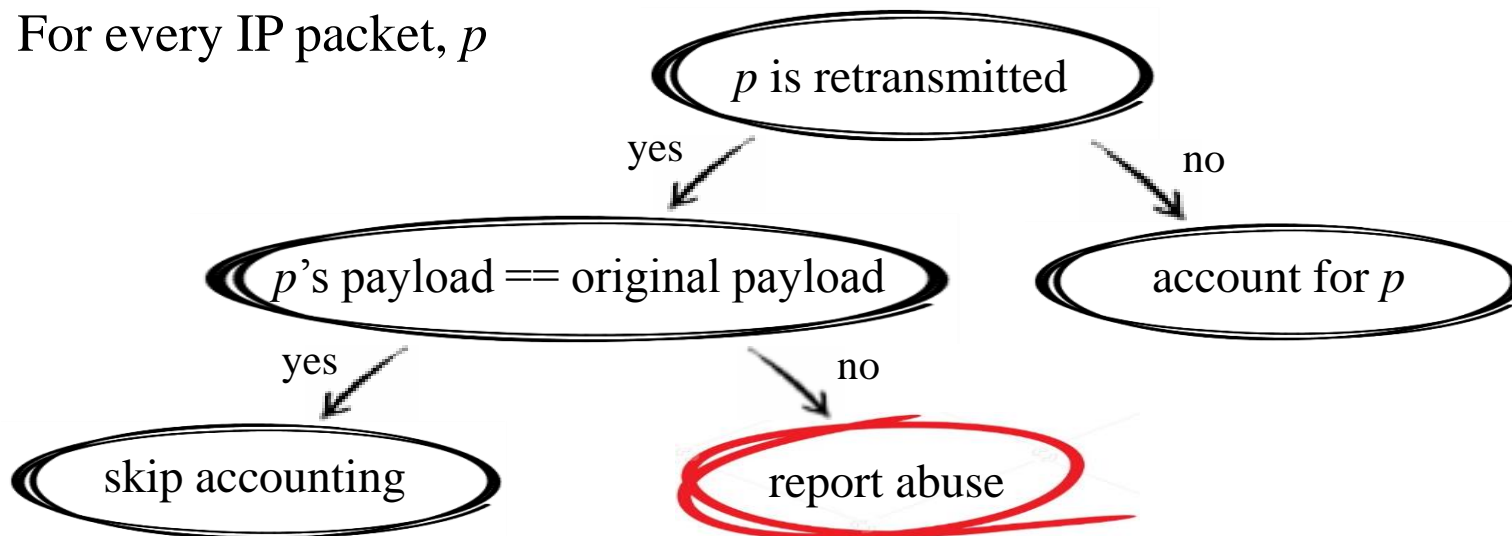 For every IP packet, p
p is retransmitted
yes
no
p’s payload == original payload
account for p
yes
no
skip accounting
report abuse